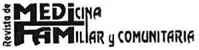 Revista de
MEDICINA
FAMILIAR y COMUNITARIA